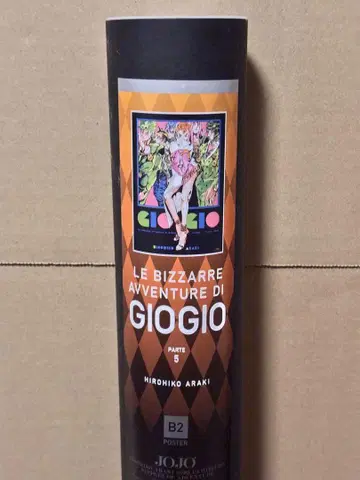 GIOGIO
HIROHIKO ARAKI
LE BIZZARRE
AVVENTURE DI
GIOGIO
PARTE
5
HIROHIKO ARAKI
B2
POSTER
JOJO